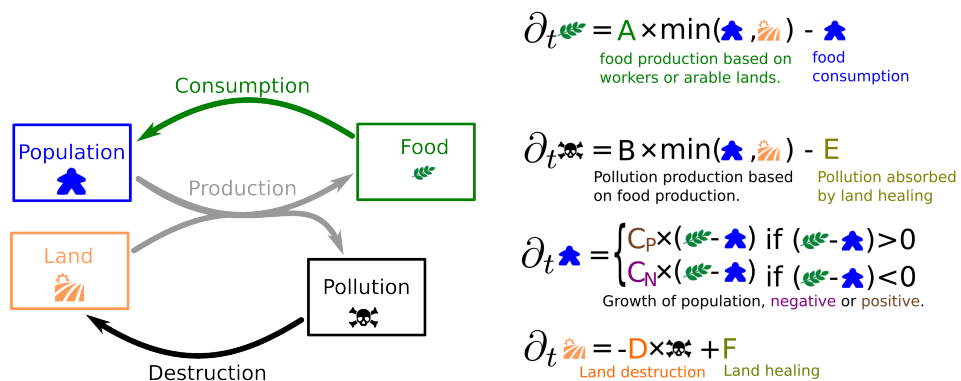 Consumption
Population
Food
Production
Land
Pollution
Destruction
∂t = A×min( , ) -
food production based on
workers or arable lands.
food
consumption
∂t = B×min( , ) - E
Pollution production based
on food production.
Pollution absorbed
by land healing
∂t = { CP×( - ) if ( - )>0
CN×( - ) if ( - )<0
Growth of population, negative or positive.
∂t = -D× +F
Land destruction
Land healing